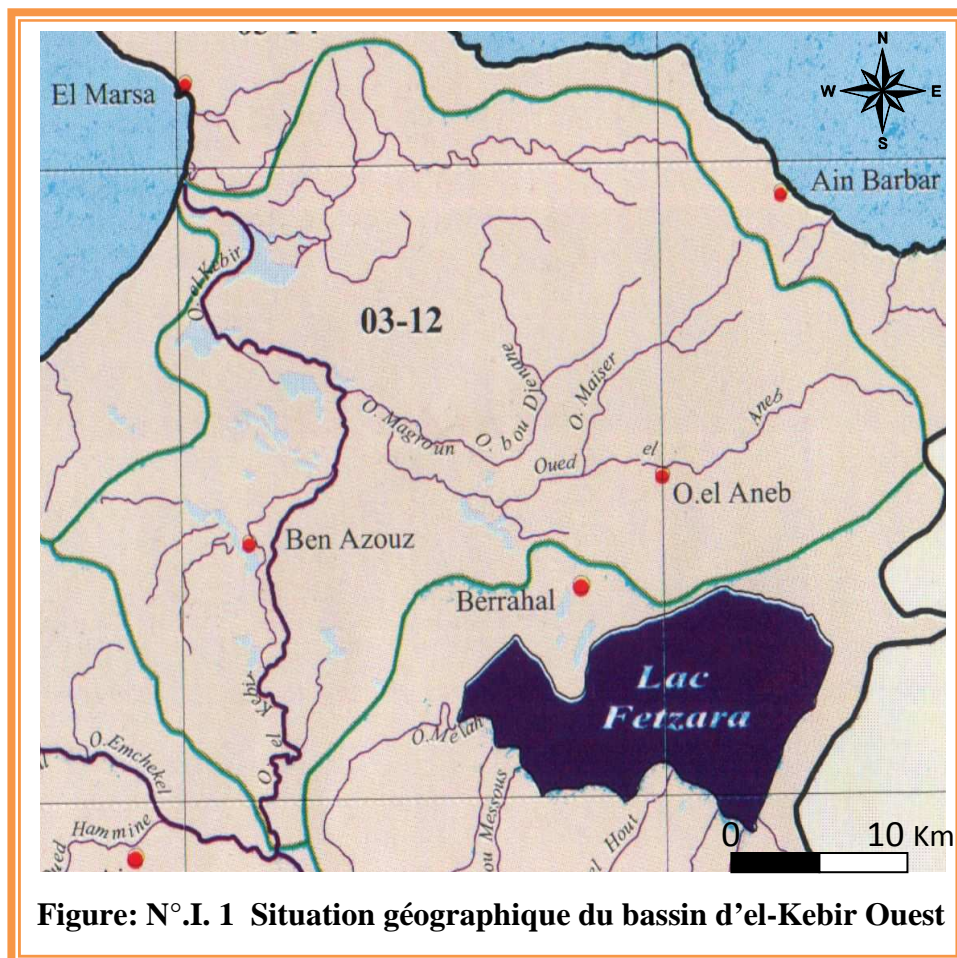 N
W E
S
El Marsa
Ain Barbar
O. el Kebir
03-12
O. Magroun
O. bou Djenane
O. Maiser
Oued el Aneb
O.el Aneb
Ben Azouz
Berrahal
Lac
Fetzara
O. el Kebir
O.Melah
O.Emchekel
Hammine
Oued
ou Messous
el Hout
0 10 Km
Figure: N°.I. 1 Situation géographique du bassin d'el-Kebir Ouest